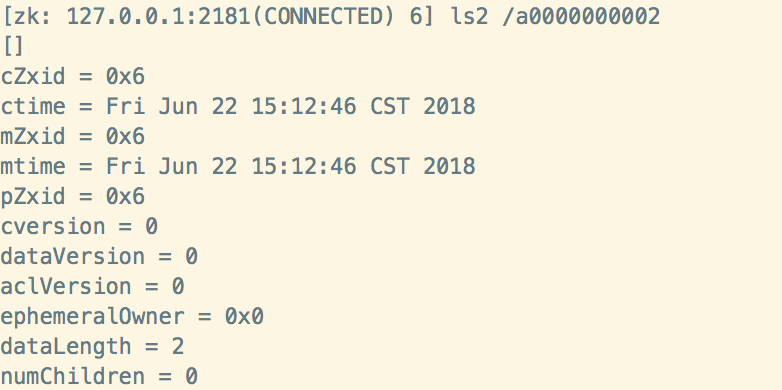 [zk: 127.0.0.1:2181(CONNECTED) 6] ls2 /a0000000002
[]
cZxid = 0x6
ctime = Fri Jun 22 15:12:46 CST 2018
mZxid = 0x6
mtime = Fri Jun 22 15:12:46 CST 2018
pZxid = 0x6
cversion = 0
dataVersion = 0
aclVersion = 0
ephemeralOwner = 0x0
dataLength = 2
numChildren = 0